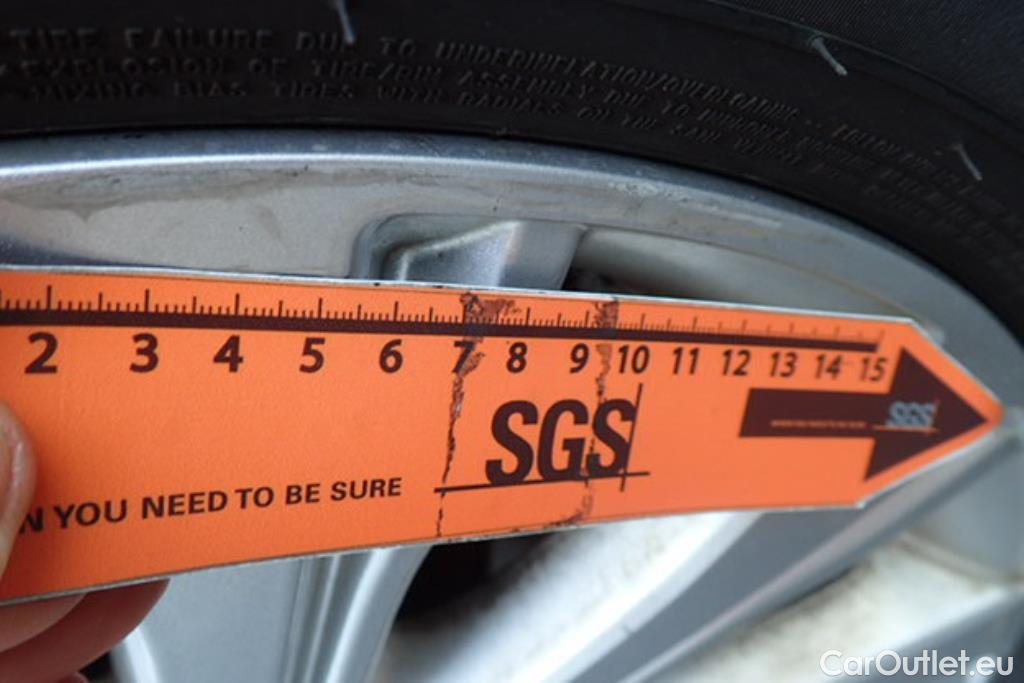 TIRE FAILURE DUE TO UNDERINFLATION/OVERLOADING
EXPLOSION OF TIRE/RIM ASSEMBLY DUE TO IMPROPER
MIXING BIAS TIRES WITH RADIALS ON THE SAME
2 3 4 5 6 7 8 9 10 11 12 13 14 15
SGS
SGS
N YOU NEED TO BE SURE
CarOutlet.eu